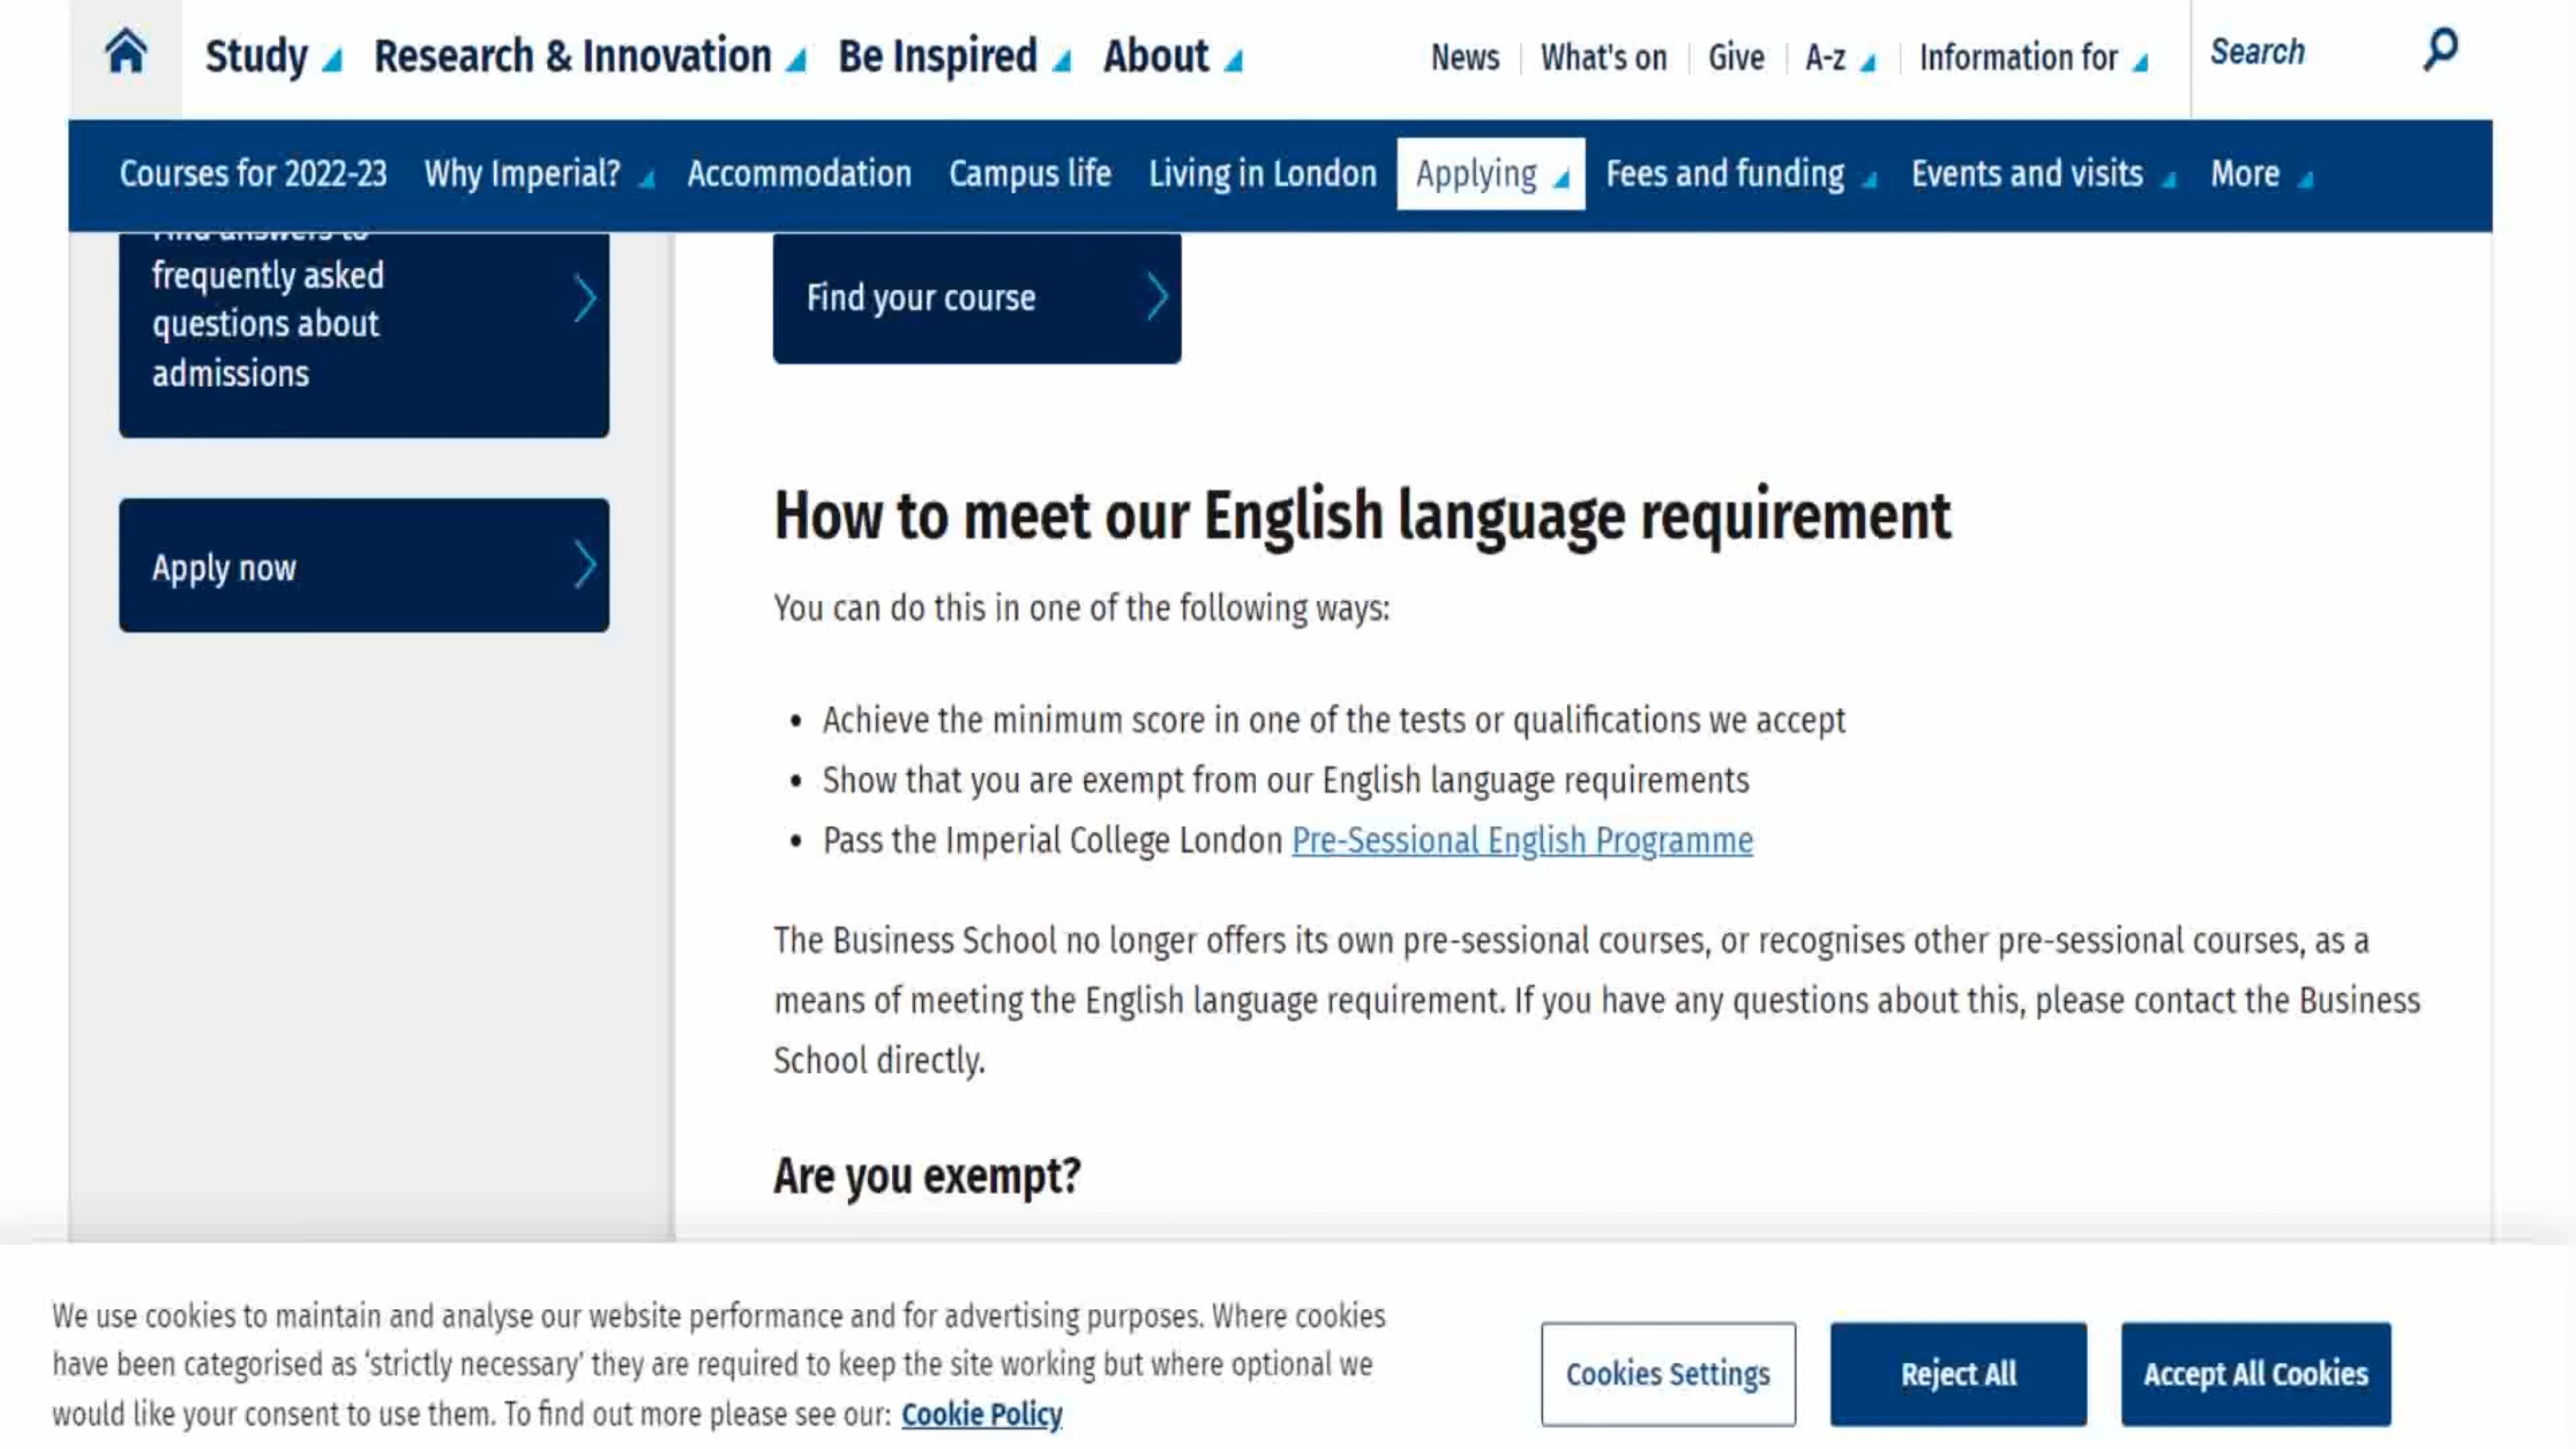 Study
Research & Innovation
Be Inspired
About
News
What's on
Give
A-z
Information for
Search
Courses for 2022-23
Why Imperial?
Accommodation
Campus life
Living in London
Applying
Fees and funding
Events and visits
More
Find answers to
frequently asked
questions about
admissions
Apply now
Find your course
How to meet our English language requirement
You can do this in one of the following ways:
• Achieve the minimum score in one of the tests or qualifications we accept
• Show that you are exempt from our English language requirements
• Pass the Imperial College London Pre-Sessional English Programme
The Business School no longer offers its own pre-sessional courses, or recognises other pre-sessional courses, as a
means of meeting the English language requirement. If you have any questions about this, please contact the Business
School directly.
Are you exempt?
We use cookies to maintain and analyse our website performance and for advertising purposes. Where cookies
have been categorised as 'strictly necessary' they are required to keep the site working but where optional we
would like your consent to use them. To find out more please see our: Cookie Policy
Cookies Settings
Reject All
Accept All Cookies